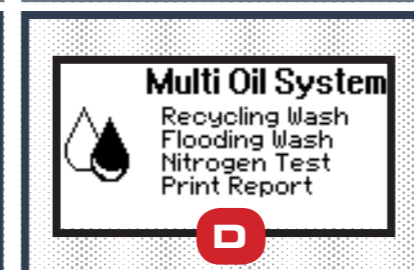 Multi Oil System
Recycling Wash
Flooding Wash
Nitrogen Test
Print Report
D